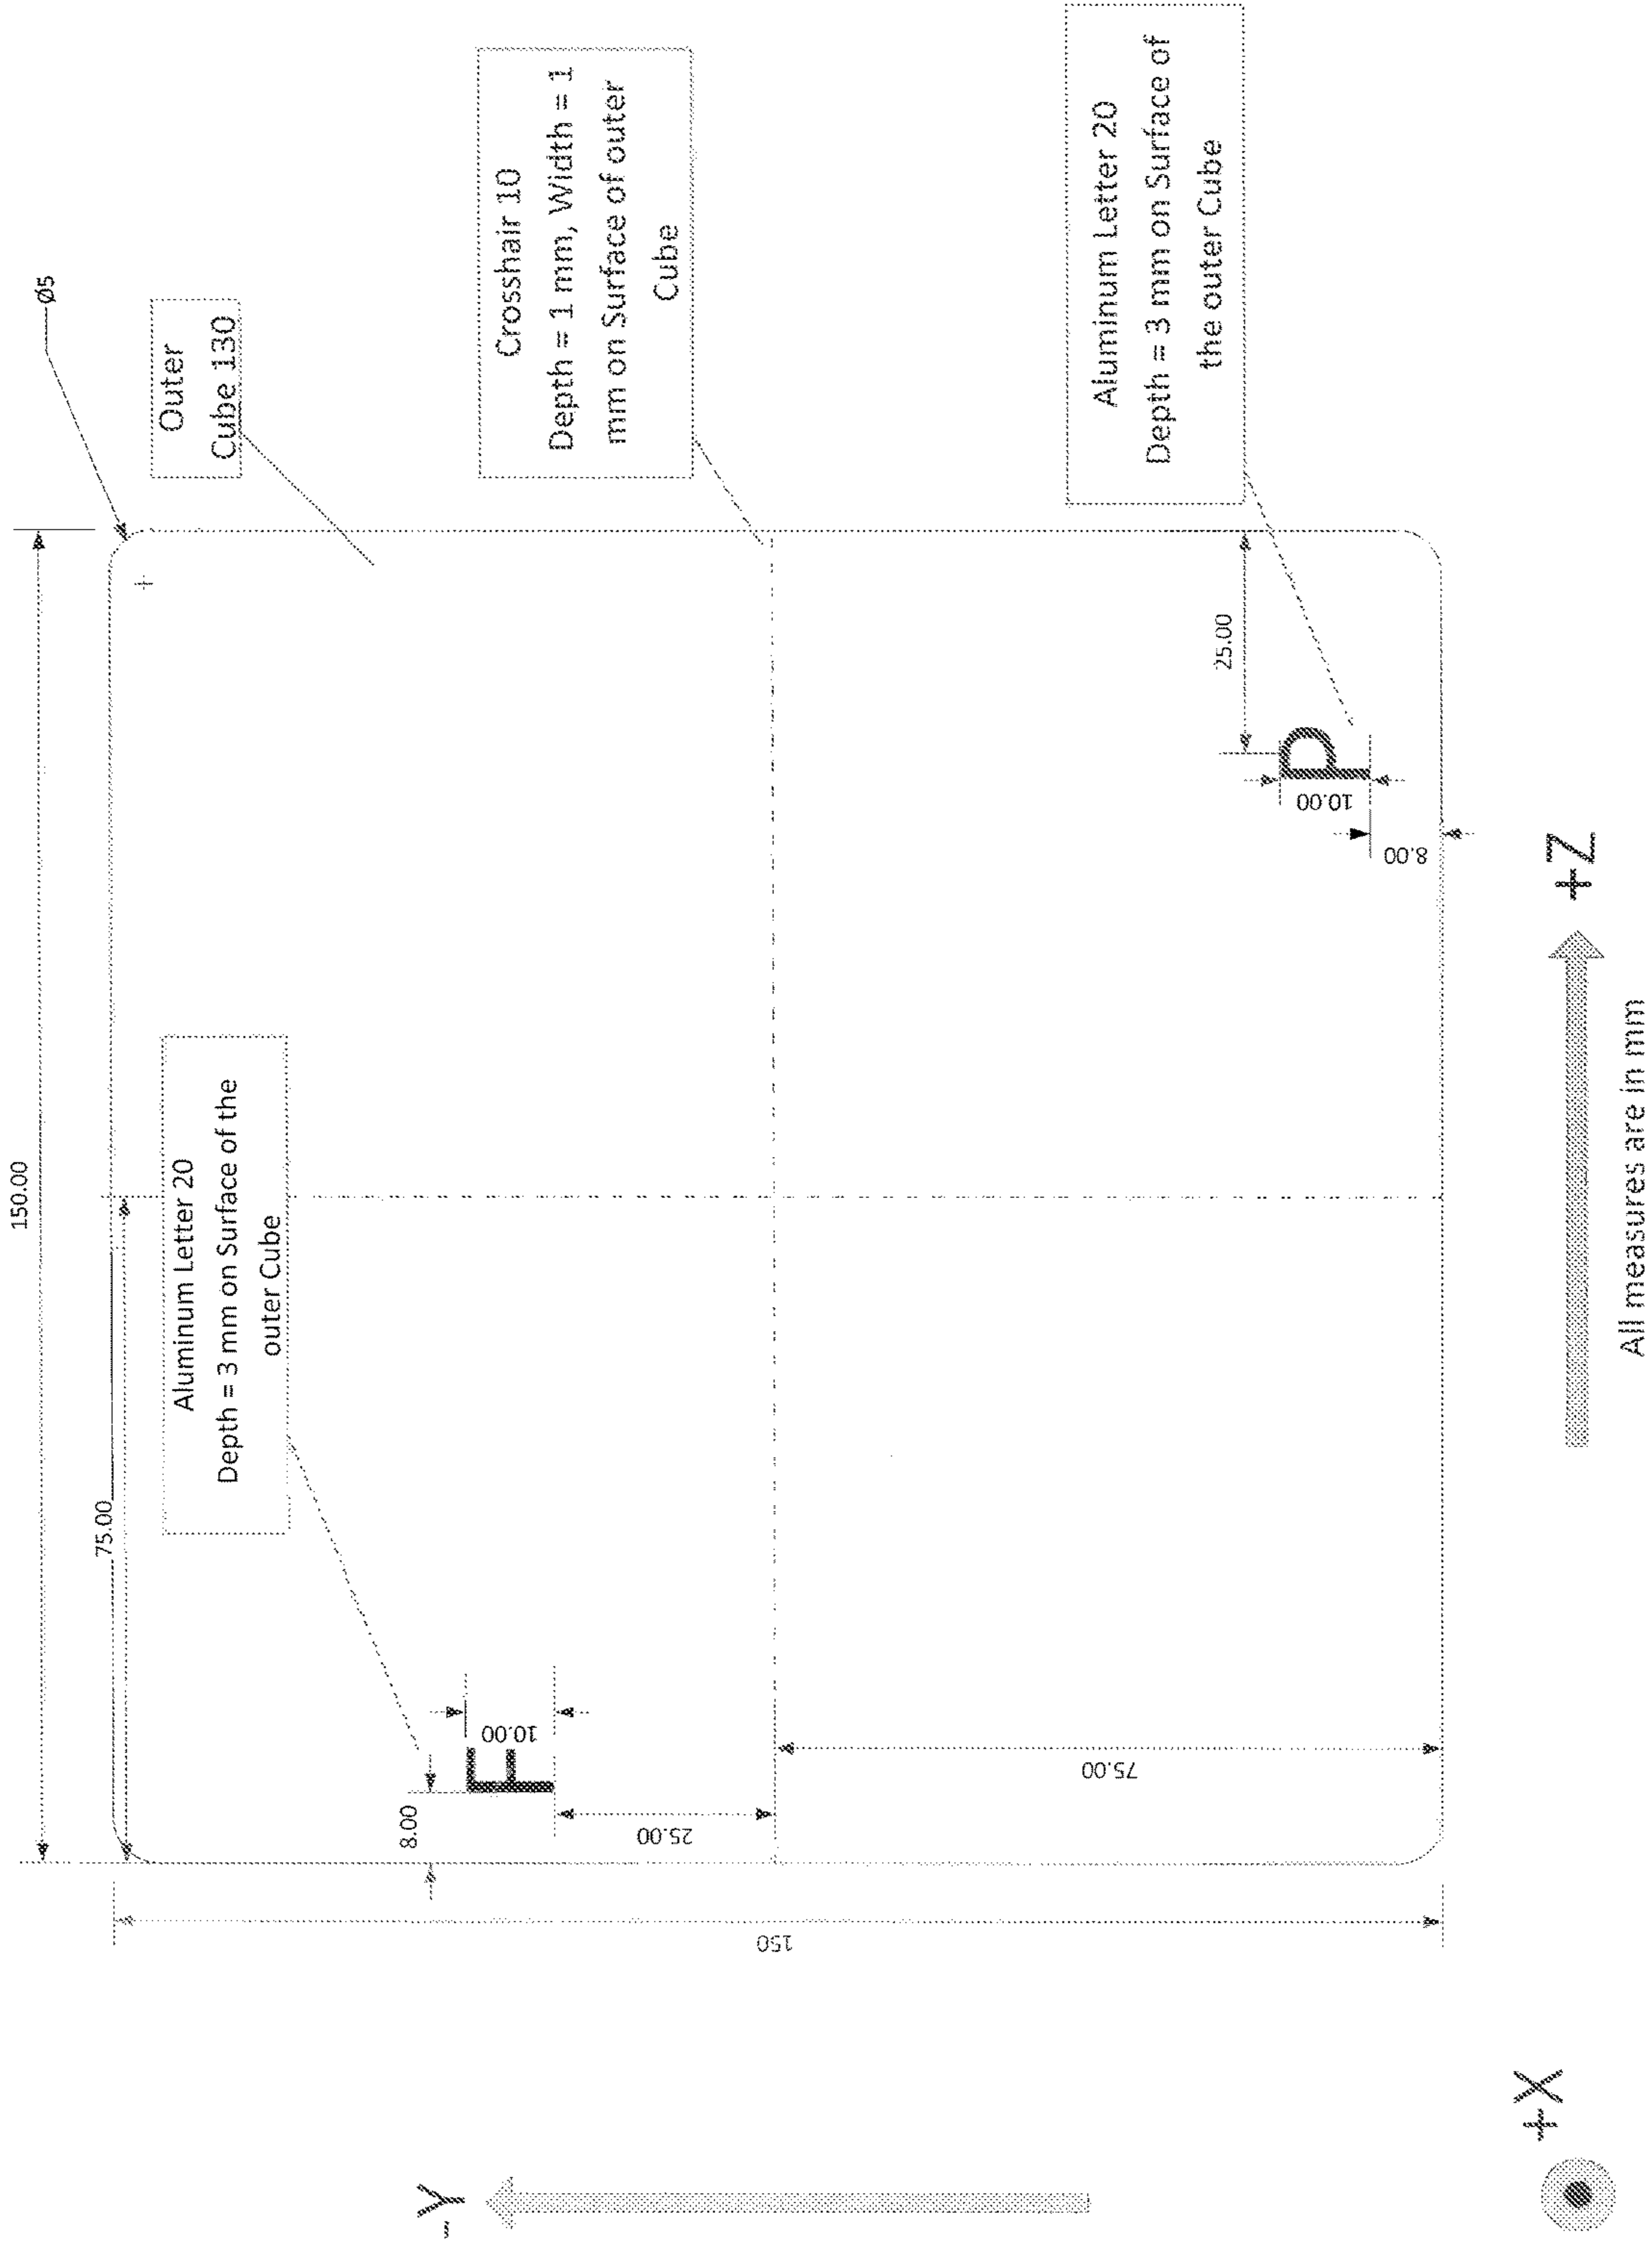 150.00
Ø5
75.00
Outer
Cube 130
Aluminum Letter 20
Depth = 3 mm on Surface of the
outer Cube
8.00
-Y
F
10.00
25.00
Crosshair 10
Depth = 1 mm, Width = 1
mm on Surface of outer
Cube
150
75.00
Aluminum Letter 20
Depth = 3 mm on Surface of
the outer Cube
25.00
P
10.00
8.00
+X
+Z
All measures are in mm